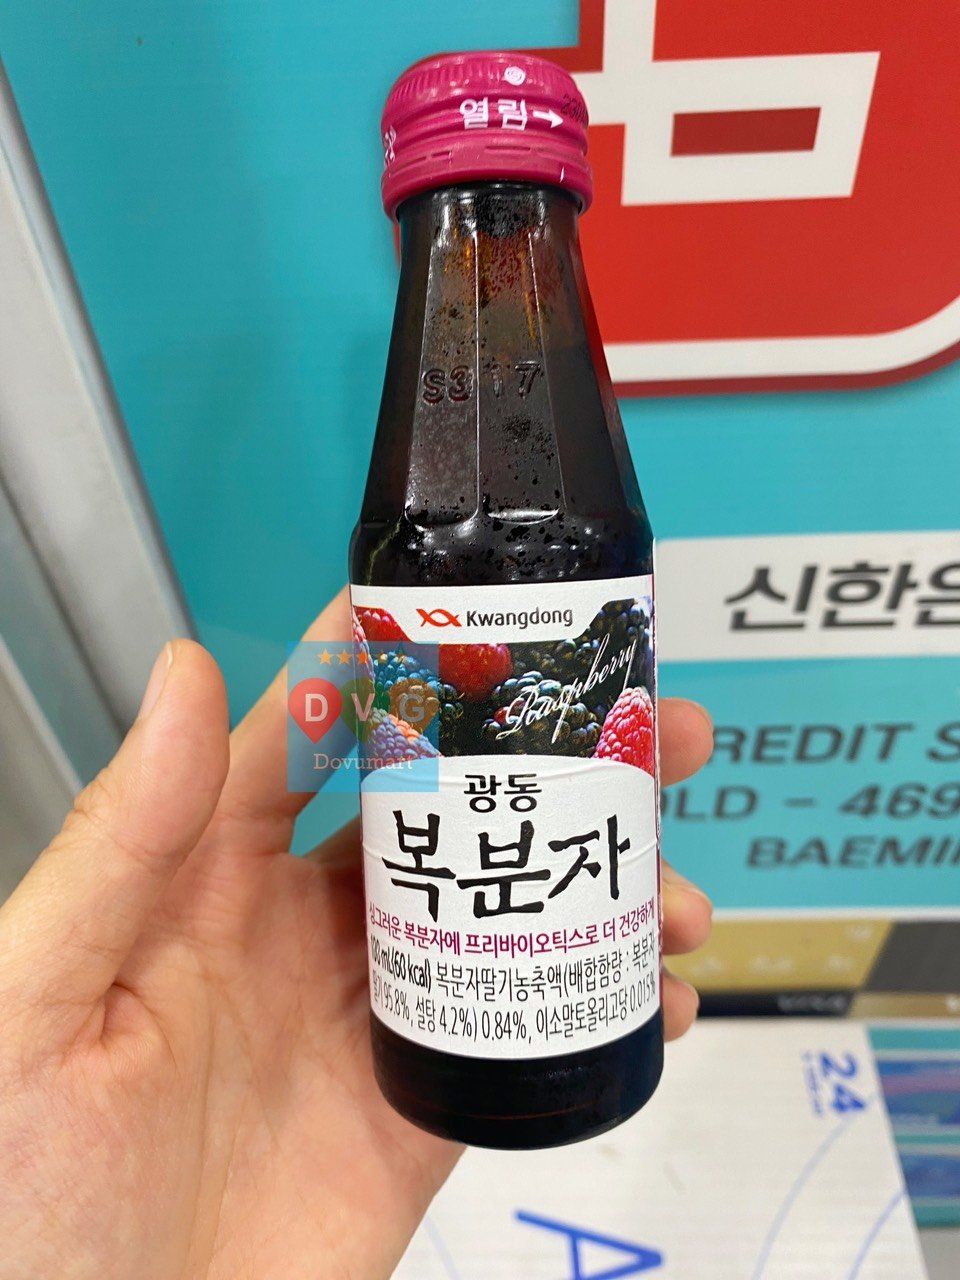 열림→
S317
Kwangdong
Raspberry
광동
복분자
싱그러운 복분자에 프리바이오틱스로 더 건강하게
100 mL(60 kcal) 복분자딸기농축액(배합함량 : 복분자
딸기 95.8%, 설탕 4.2%) 0.84%, 이소말토올리고당 0.015%
DVG
Dovumart
신한은
REDIT S
OLD - 469
BAEMI
24
A